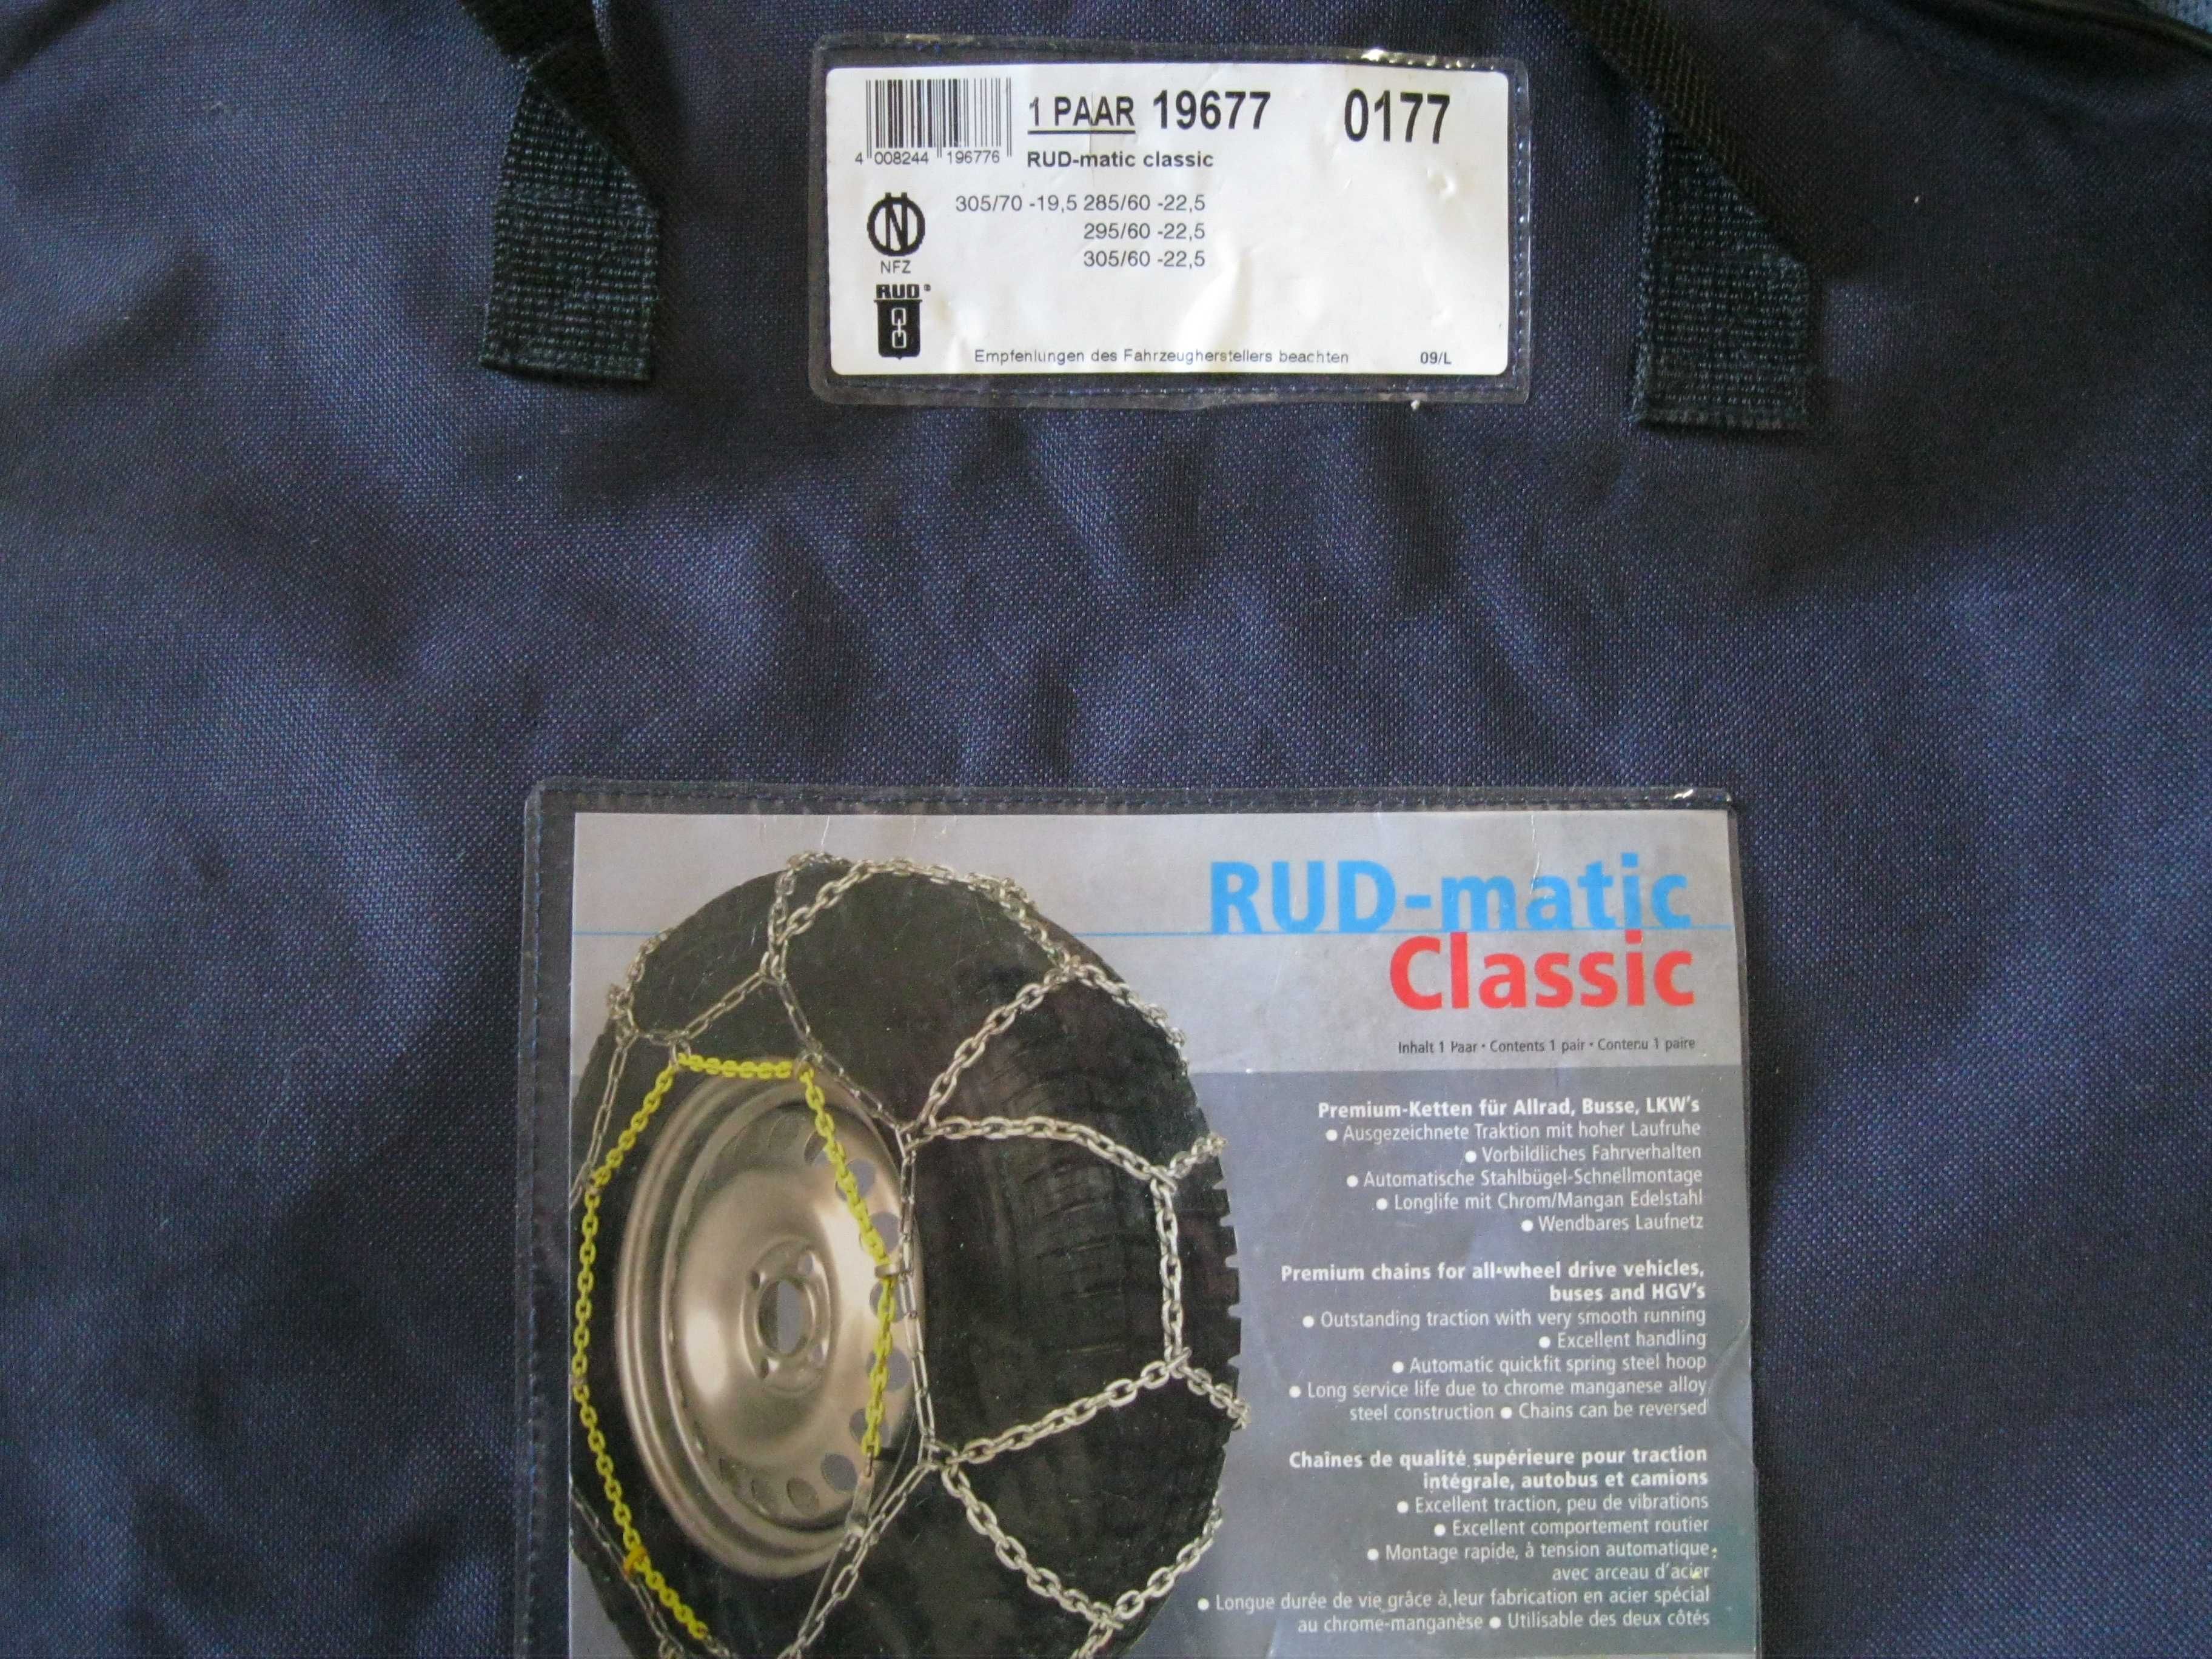 1 PAAR 19677 0177
4 008244 196776
RUD-matic classic
305/70 -19,5 285/60 -22,5
295/60 -22,5
305/60 -22,5
N
NFZ
RUD®
Empfehlungen des Fahrzeugherstellers beachten 09/L
RUD-matic
Classic
Inhalt 1 Paar • Contents 1 pair • Contenu 1 paire
Premium-Ketten für Allrad, Busse, LKW's
● Ausgezeichnete Traktion mit hoher Laufruhe
● Vorbildliches Fahrverhalten
● Automatische Stahlbügel-Schnellmontage
● Longlife mit Chrom/Mangan Edelstahl
● Wendbares Laufnetz
Premium chains for all-wheel drive vehicles,
buses and HGV's
● Outstanding traction with very smooth running
● Excellent handling
● Automatic quickfit spring steel hoop
● Long service life due to chrome manganese alloy
steel construction ● Chains can be reversed
Chaînes de qualité supérieure pour traction
intégrale, autobus et camions
● Excellent traction, peu de vibrations
● Excellent comportement routier
● Montage rapide, à tension automatique
avec arceau d'acier
● Longue durée de vie grâce à leur fabrication en acier spécial
au chrome-manganèse ● Utilisable des deux côtés